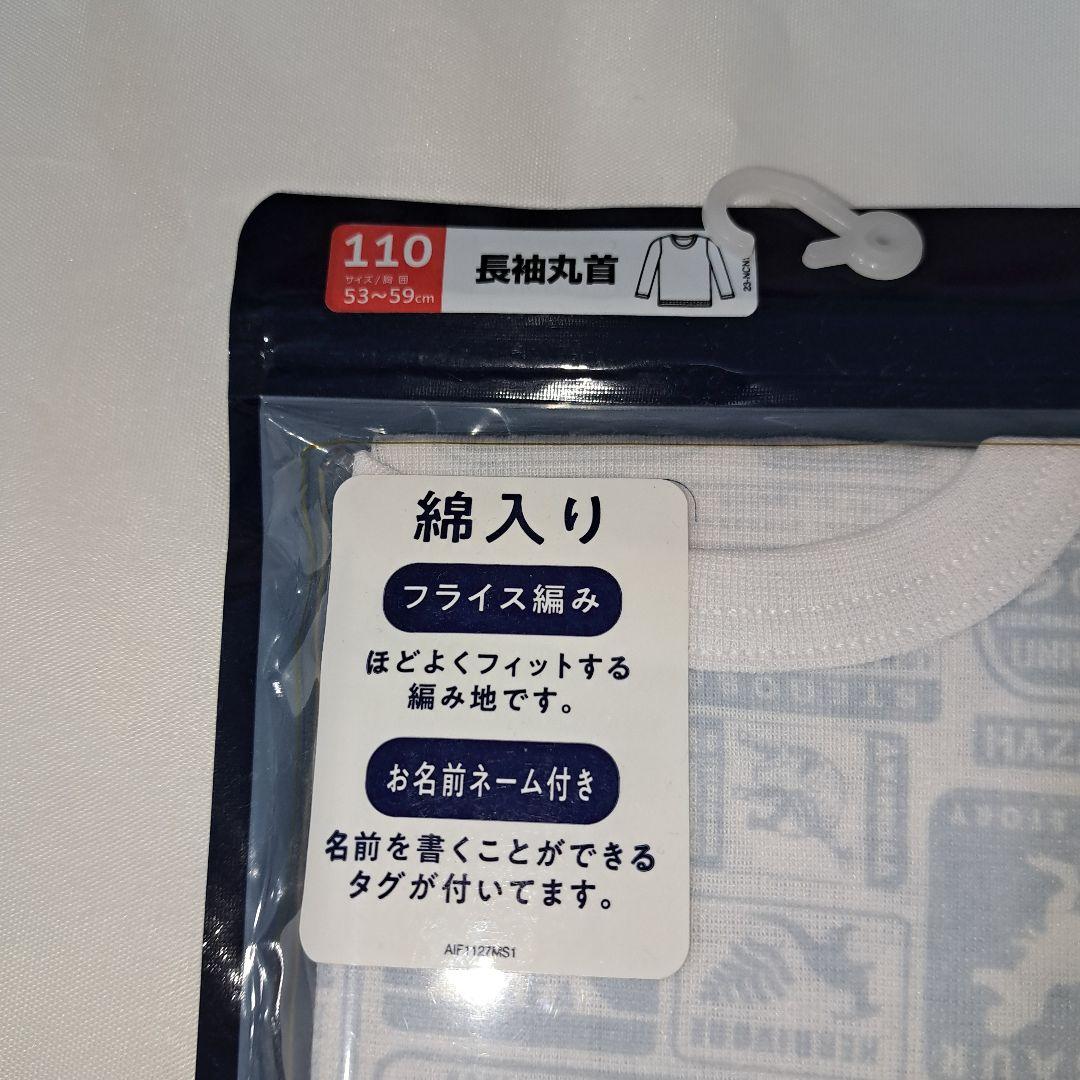 110
サイズ/胸囲
53〜59cm
長袖丸首
綿入り
フライス編み
ほどよくフィットする
編み地です。
お名前ネーム付き
名前を書くことができる
タグが付いてます。
AIF1127MS1